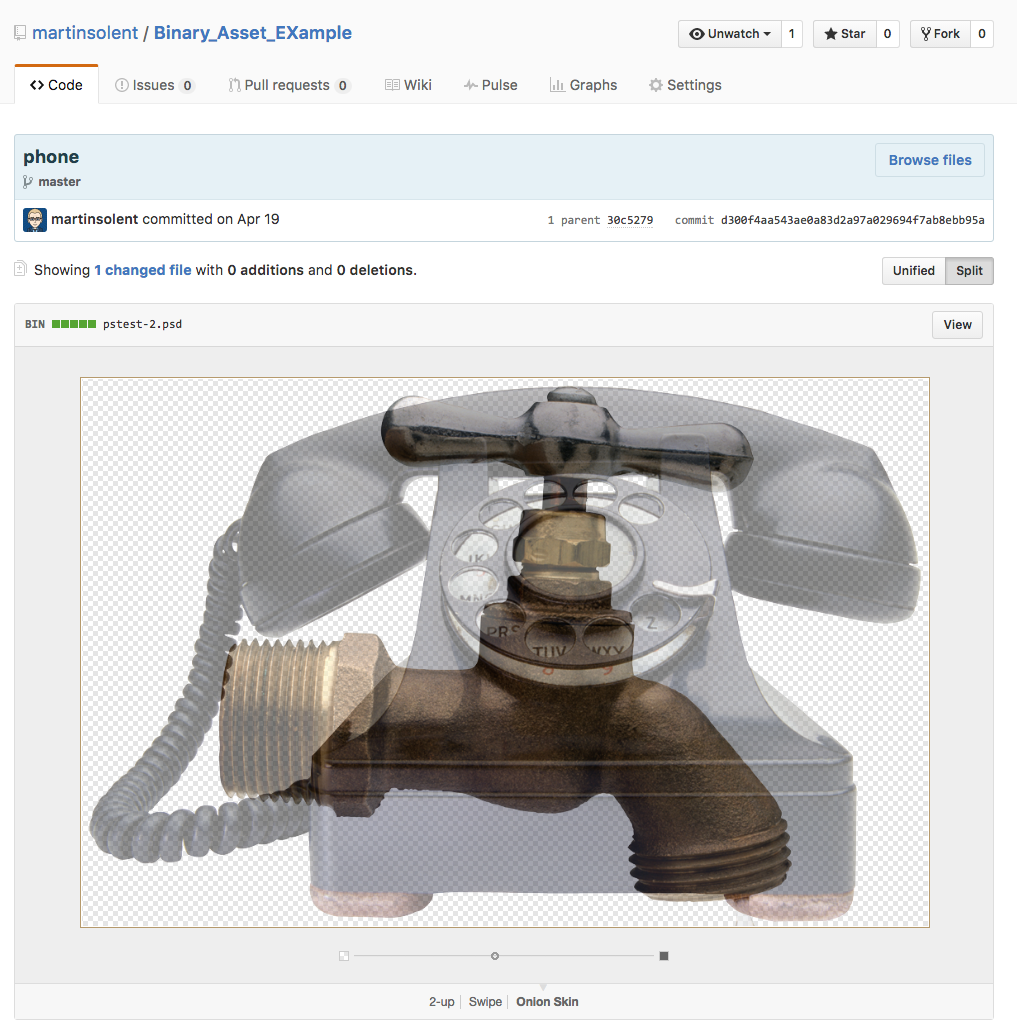 martinsolent / Binary_Asset_EXample
Unwatch 1 Star 0 Fork 0
Code Issues 0 Pull requests 0 Wiki Pulse Graphs Settings
phone
Browse files
master
martinsolent committed on Apr 19
1 parent 30c5279 commit d300f4aa543ae0a83d2a97a029694f7ab8ebb95a
Showing 1 changed file with 0 additions and 0 deletions.
Unified Split
BIN pstest-2.psd
View
PRS
TUV
WXY
Z
2-up Swipe Onion Skin